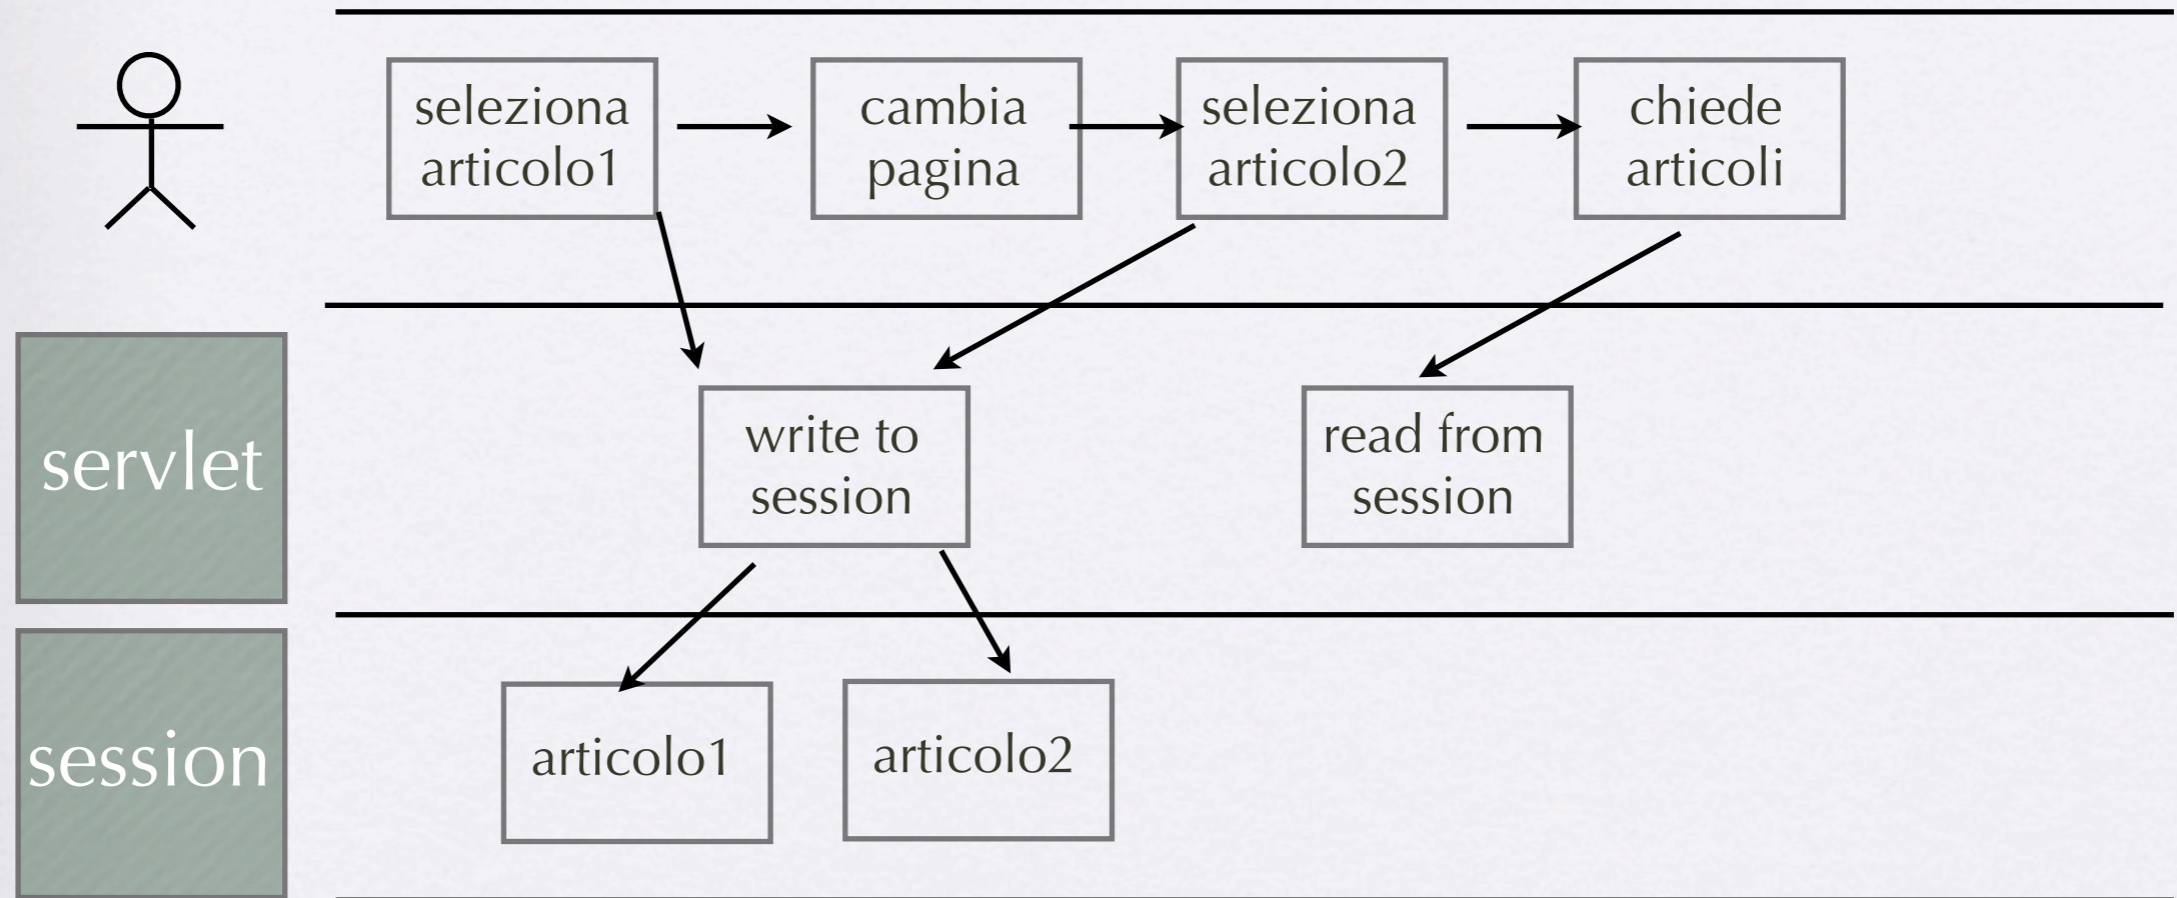 seleziona
articolo1
cambia
pagina
seleziona
articolo2
chiede
articoli
servlet
write to
session
read from
session
session
articolo1
articolo2